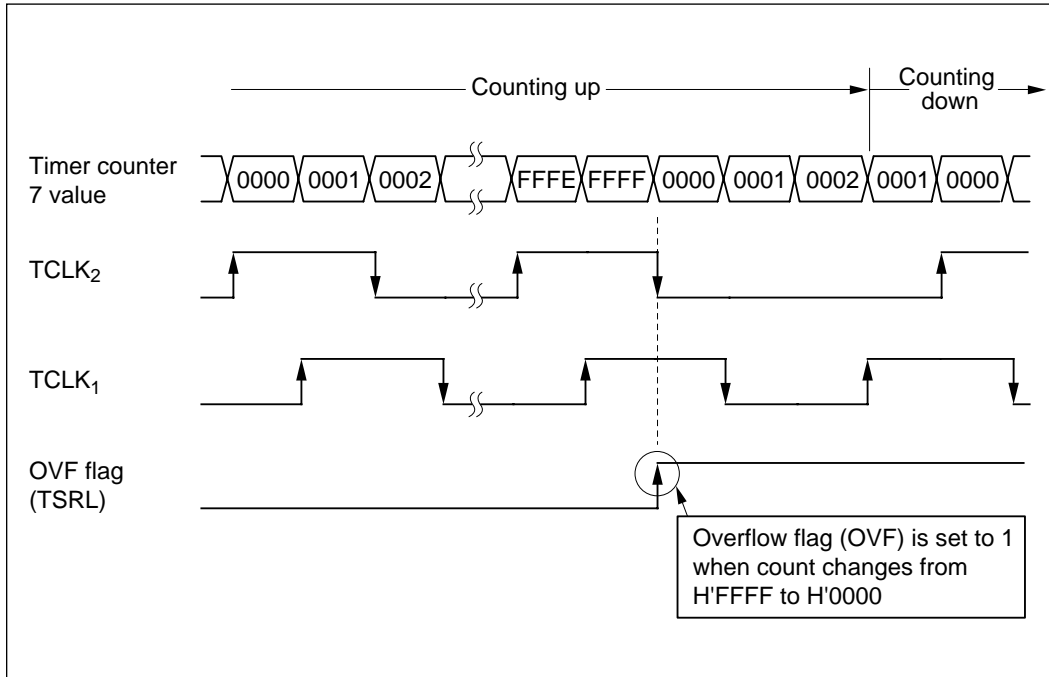 Counting up
Counting
down
Timer counter
7 value
0000 0001 0002 FFFE FFFF 0000 0001 0002 0001 0000
TCLK2
TCLK1
OVF flag
(TSRL)
Overflow flag (OVF) is set to 1
when count changes from
H'FFFF to H'0000